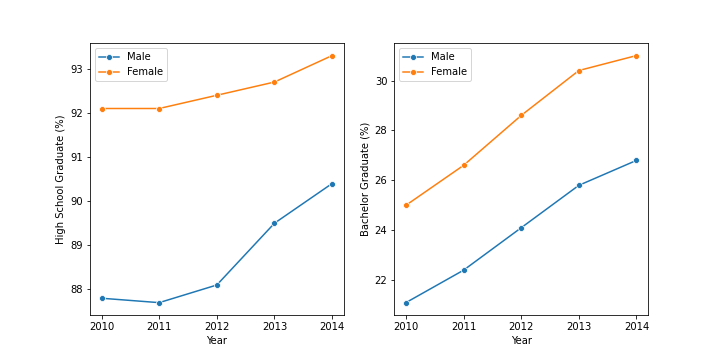 Male
Female
High School Graduate (%)
93
92
91
90
89
88
2010 2011 2012 2013 2014
Year
Male
Female
Bachelor Graduate (%)
30
28
26
24
22
2010 2011 2012 2013 2014
Year